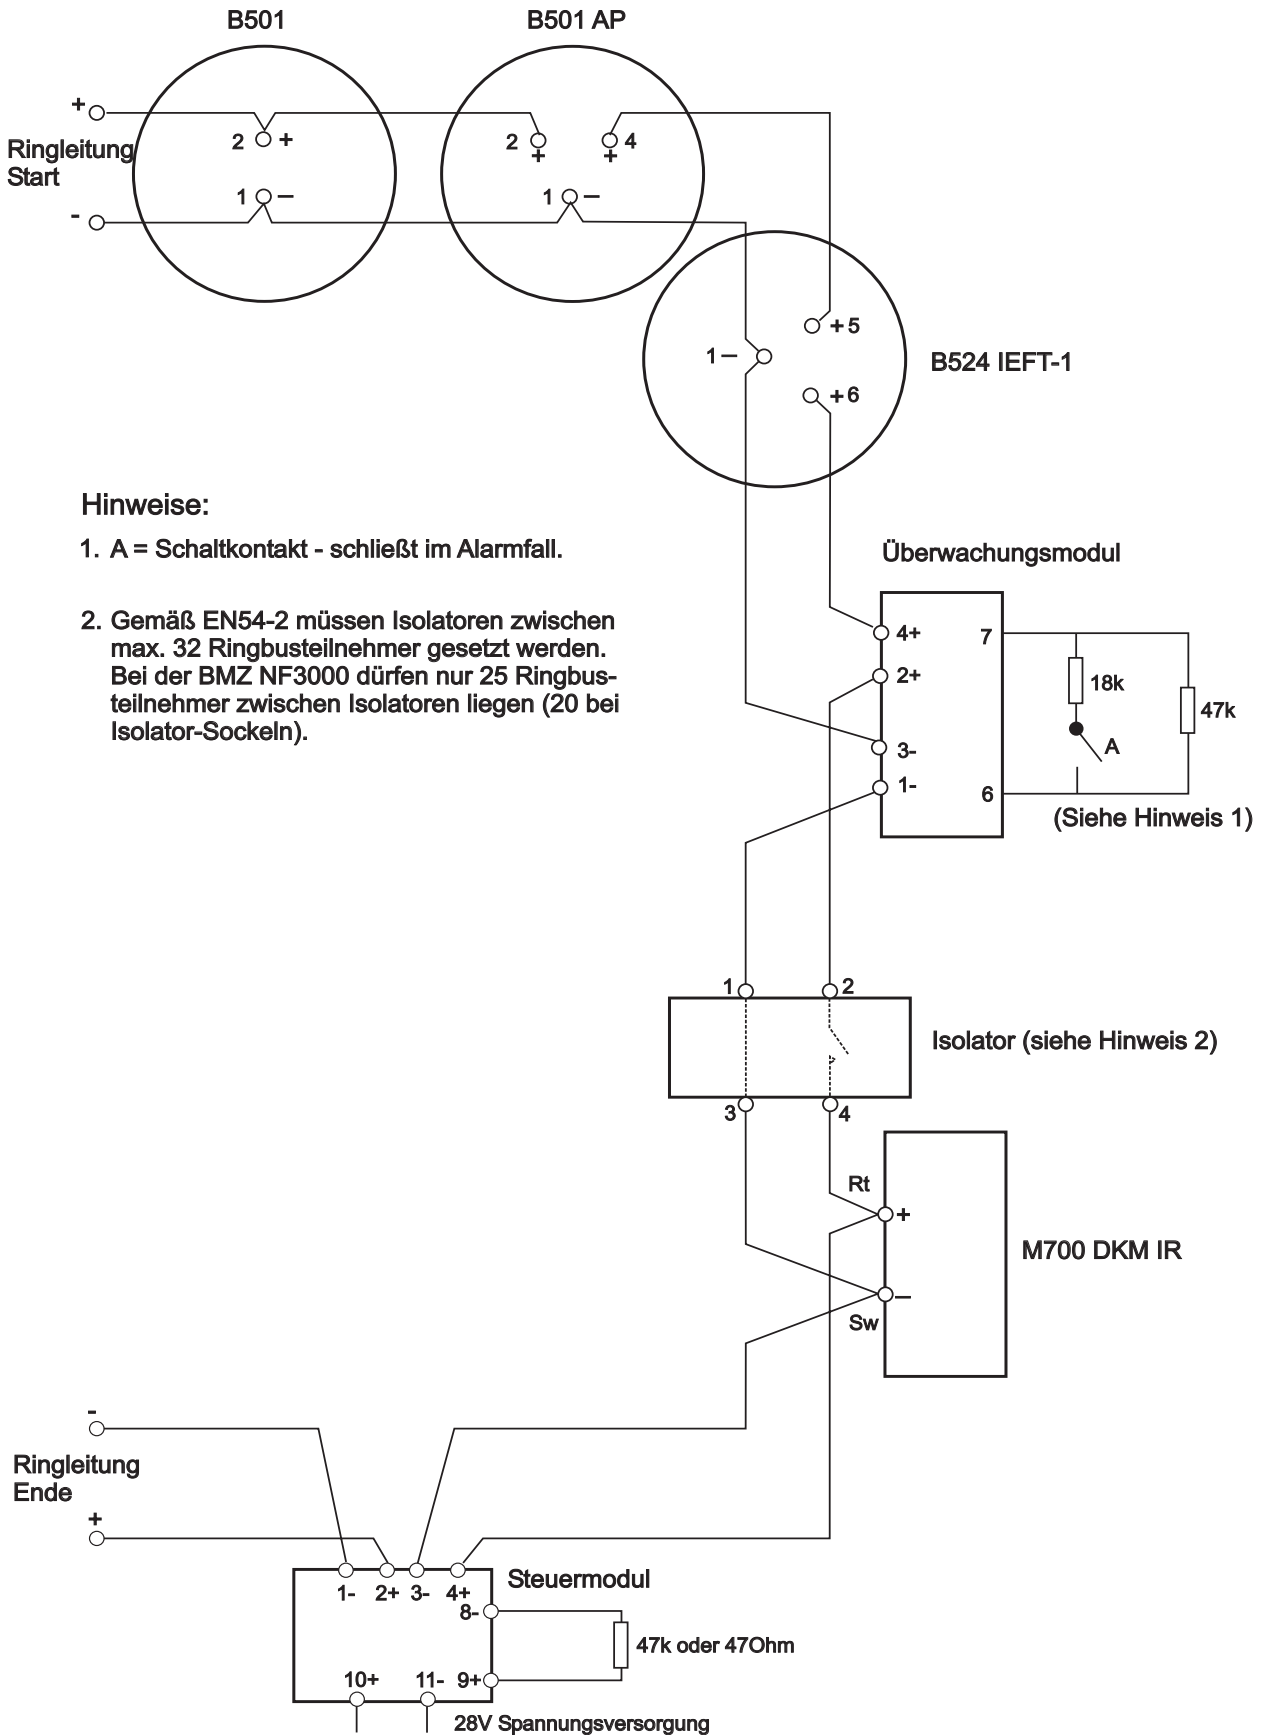 B501
B501 AP
+
Ringleitung
Start
-
2 +
1 –
2
+
4
+
1 –
+ 5
1 –
+ 6
B524 IEFT-1
Hinweise:
1. A = Schaltkontakt - schließt im Alarmfall.
2. Gemäß EN54-2 müssen Isolatoren zwischen
max. 32 Ringbusteilnehmer gesetzt werden.
Bei der BMZ NF3000 dürfen nur 25 Ringbus-
teilnehmer zwischen Isolatoren liegen (20 bei
Isolator-Sockeln).
Überwachungsmodul
4+
2+
3-
1-
7
6
18k
A
47k
(Siehe Hinweis 1)
1
2
3
4
Isolator (siehe Hinweis 2)
Rt
+
–
Sw
M700 DKM IR
-
Ringleitung
Ende
+
1- 2+ 3- 4+
Steuermodul
8-
9+
47k oder 47Ohm
10+ 11-
28V Spannungsversorgung